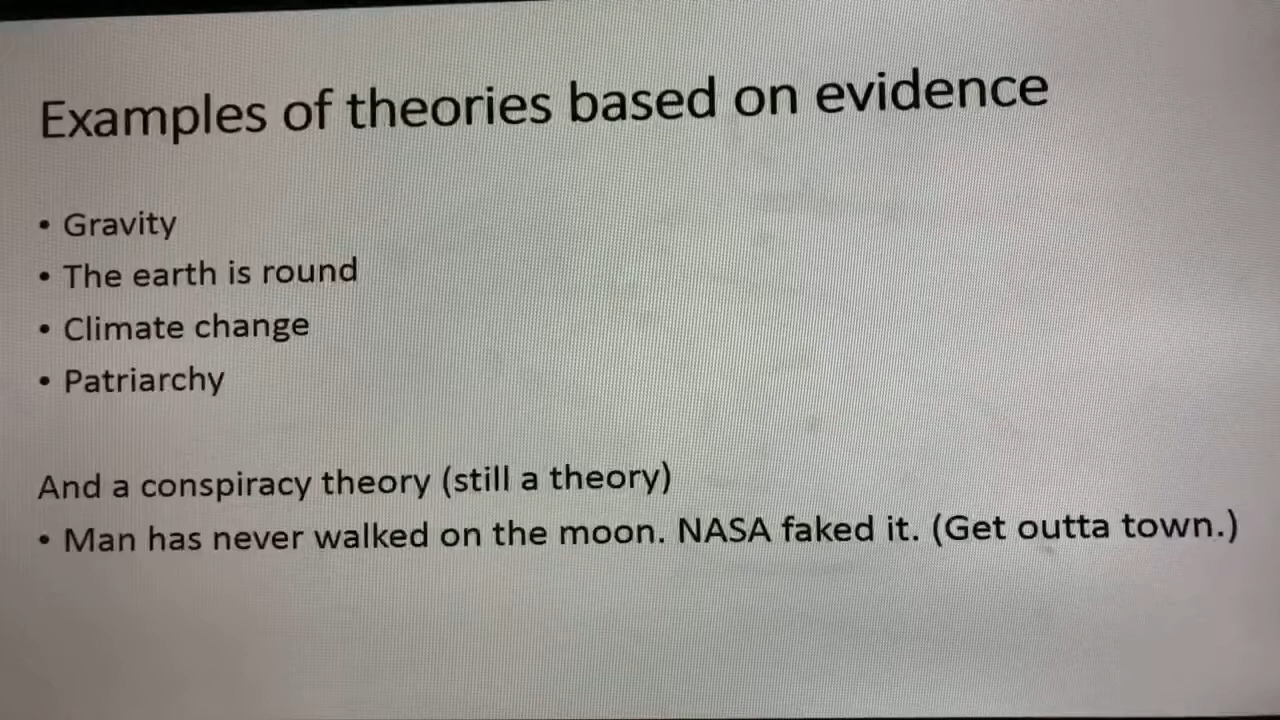 Examples of theories based on evidence
• Gravity
• The earth is round
• Climate change
• Patriarchy
And a conspiracy theory (still a theory)
• Man has never walked on the moon. NASA faked it. (Get outta town.)